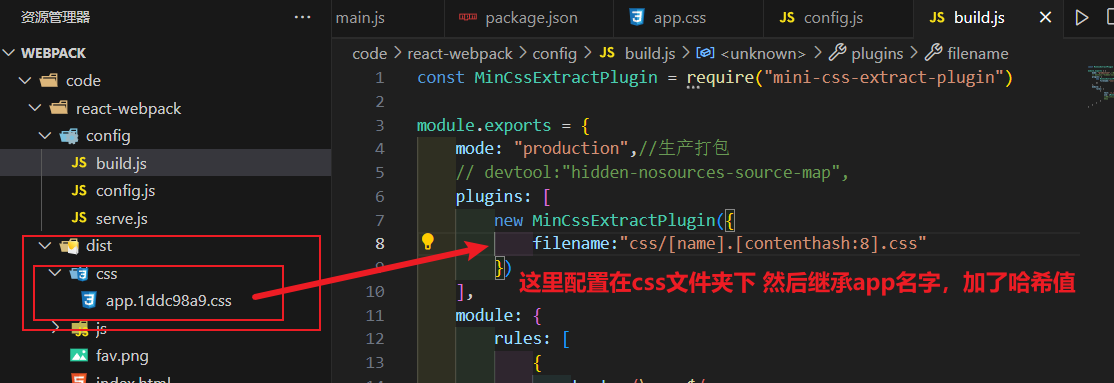 资源管理器 ···
WEBPACK
code
react-webpack
config
JS build.js
JS config.js
JS serve.js
dist
css
app.1ddc98a9.css
js
fav.png
index.html
main.js package.json app.css JS config.js JS build.js
code > react-webpack > config > JS build.js > <unknown> > plugins > filename
1 const MinCssExtractPlugin = require("mini-css-extract-plugin")
2
3 module.exports = {
4 mode: "production",//生产打包
5 // devtool:"hidden-nosources-source-map",
6 plugins: [
7 new MinCssExtractPlugin({
8 filename:"css/[name].[contenthash:8].css"
9 })
这里配置在css文件夹下 然后继承app名字，加了哈希值
10 ],
11 module: {
12 rules: [
13 {
14